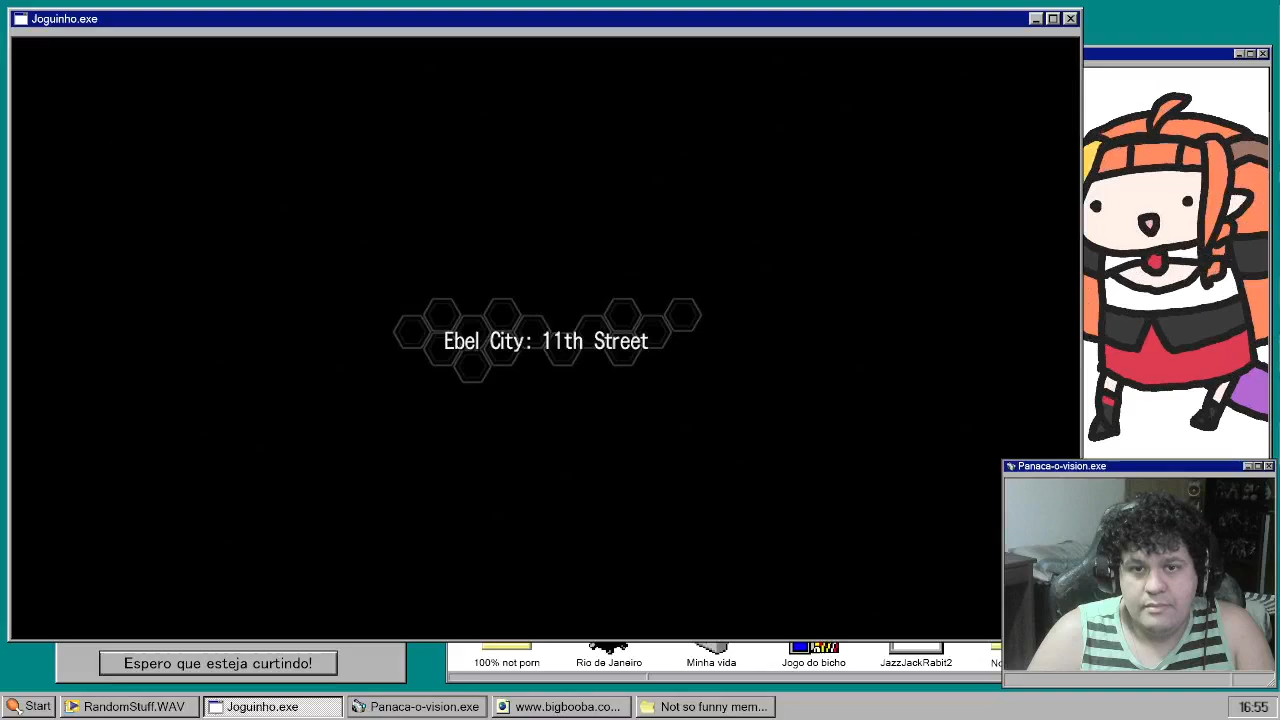 Joguinho.exe
Ebel City: 11th Street
Panaca-o-vision.exe
Espero que esteja curtindo!
100% not porn
Rio de Janeiro
Minha vida
Jogo do bicho
JazzJackRabbit2
Start
RandomStuff.WAV
Joguinho.exe
Panaca-o-vision.exe
www.bigbooba.co...
Not so funny mem...
16:55